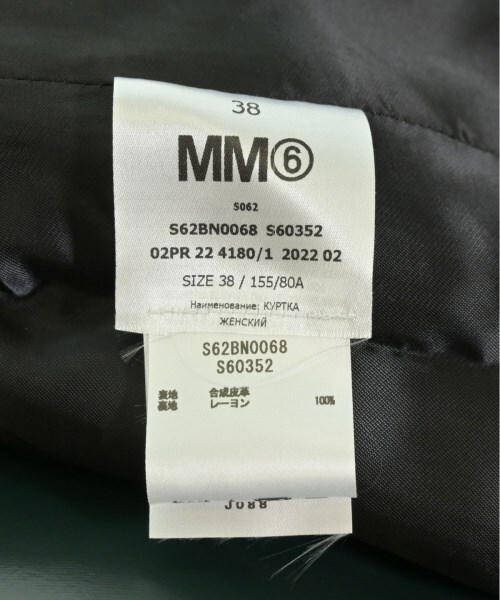 38
MM⑥
S062
S62BN0068 S60352
02PR 22 4180/1 2022 02
SIZE 38 / 155/80A
Наименование: КУРТКА
ЖЕНСКИЙ
S62BN0068
S60352
裏地 合成皮革
裏地 レーヨン 100%
J088